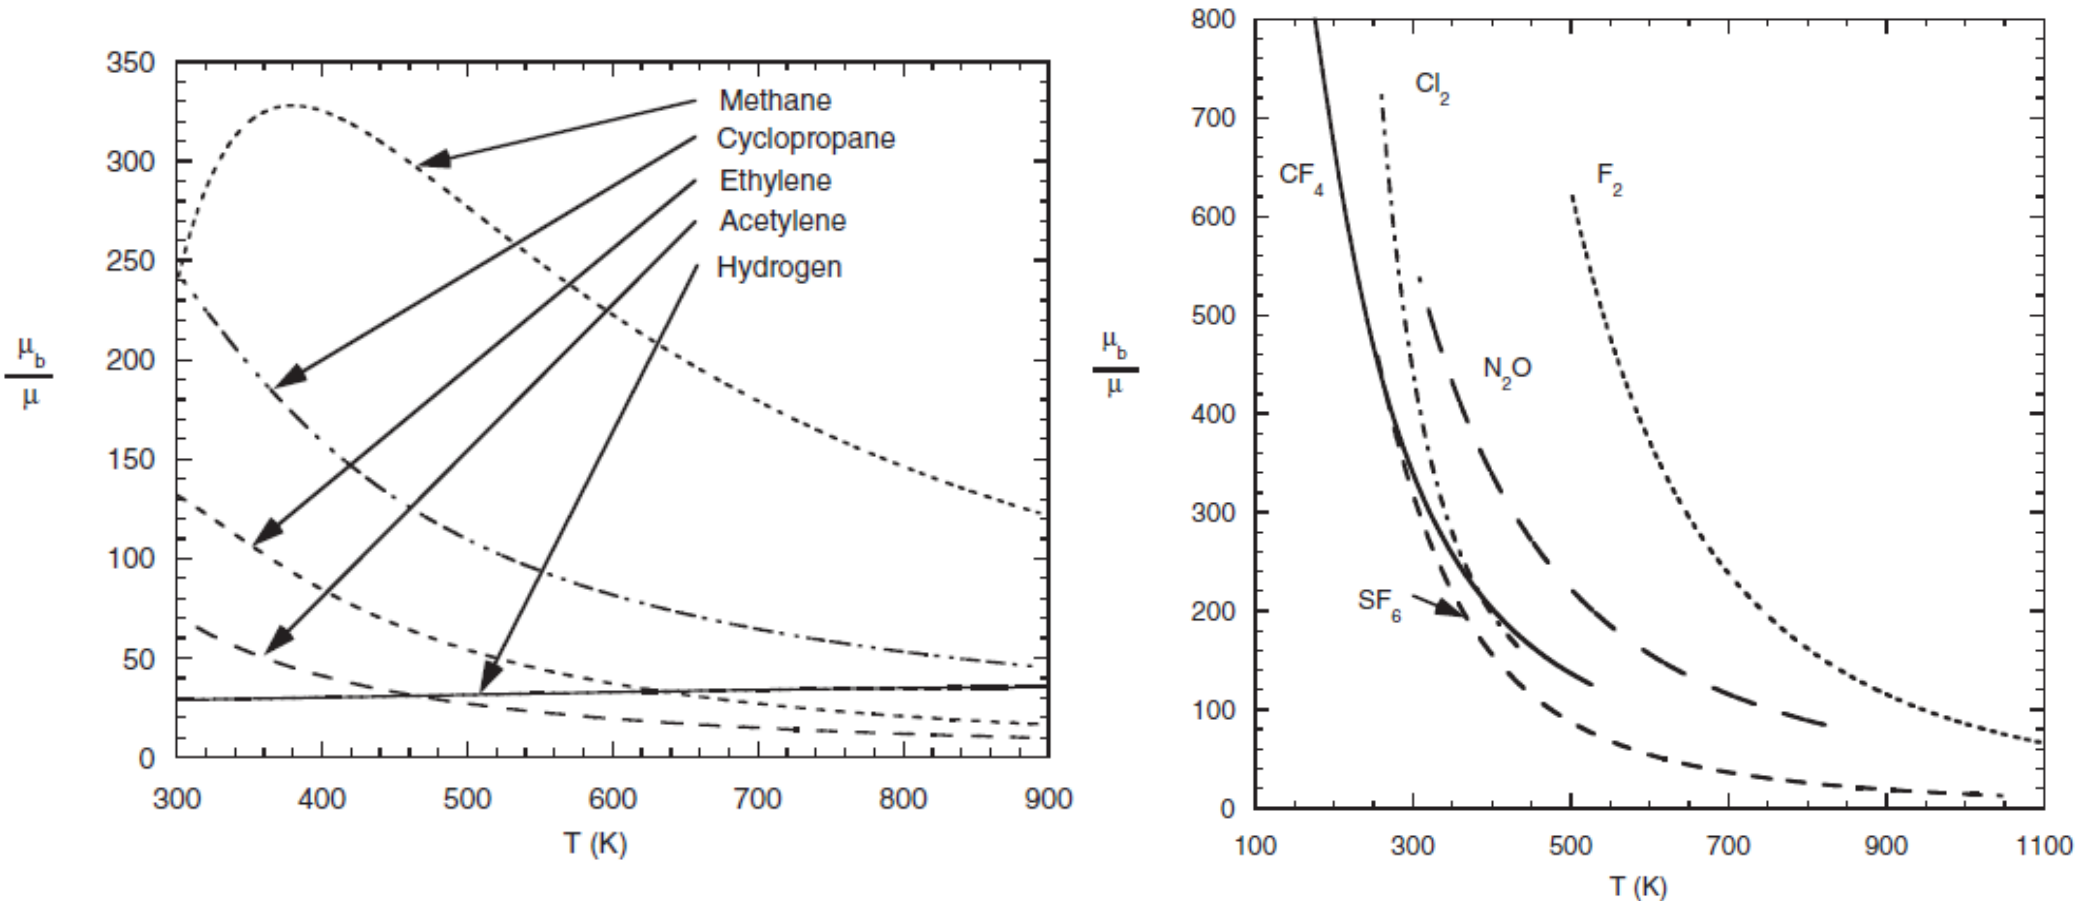 350
300
250
200
150
100
50
0
μb
μ
Methane
Cyclopropane
Ethylene
Acetylene
Hydrogen
300 400 500 600 700 800 900
T (K)
800
700
600
500
400
300
200
100
0
μb
μ
Cl2
CF4
F2
N2O
SF6
100 300 500 700 900 1100
T (K)